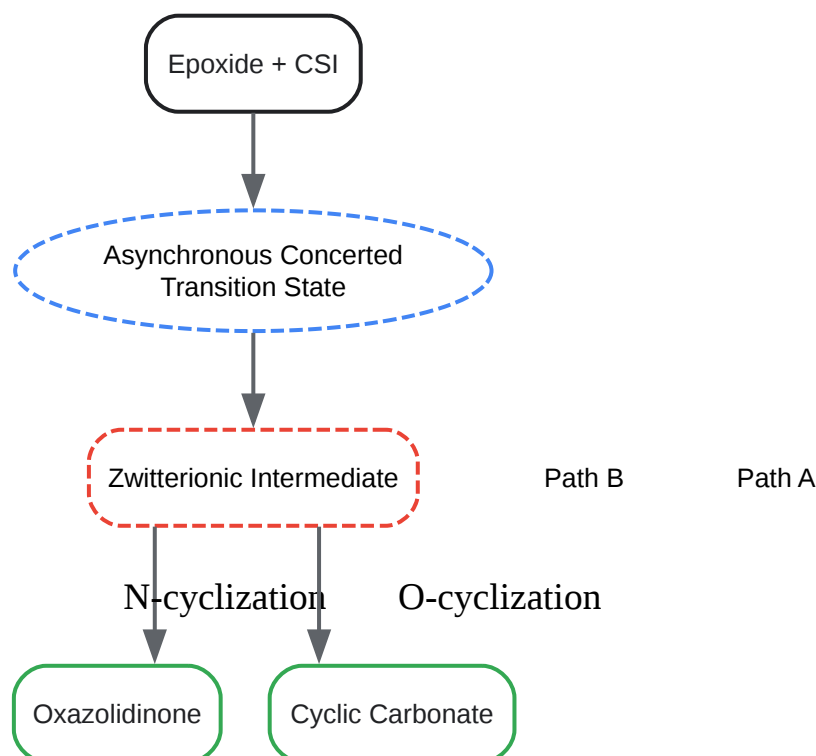 Epoxide + CSI
Asynchronous Concerted
Transition State
Zwitterionic Intermediate
Path B
Path A
N-cyclization
O-cyclization
Oxazolidinone
Cyclic Carbonate